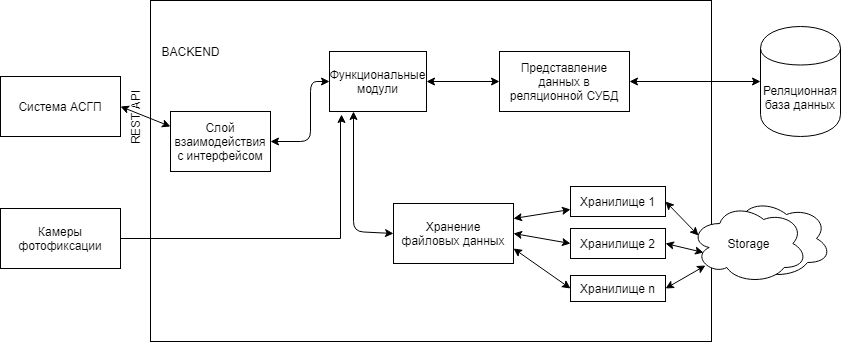 BACKEND
Система АСГП
REST API
Слой
взаимодействия
с интерфейсом
Функциональные
модули
Представление
данных в
реляционной СУБД
Реляционная
база данных
Камеры
фотофиксации
Хранение
файловых данных
Хранилище 1
Хранилище 2
Хранилище n
Storage